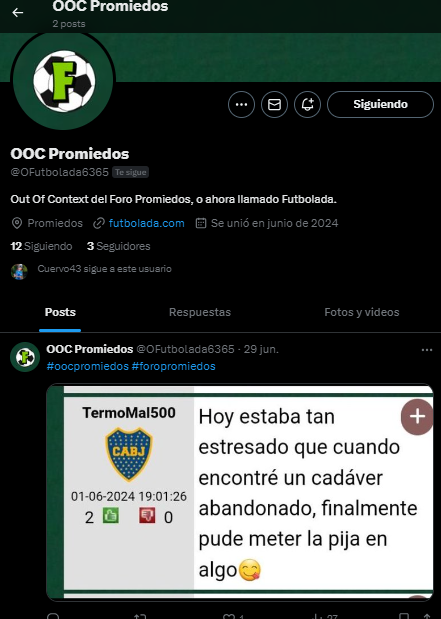 OOC Promiedos
2 posts
F
Siguiendo
OOC Promiedos
@OFutbolada6365 Te sigue
Out Of Context del Foro Promiedos, o ahora llamado Futbolada.
Promiedos futbolada.com Se unió en junio de 2024
12 Siguiendo 3 Seguidores
Cuervo43 sigue a este usuario
Posts Respuestas Fotos y videos
OOC Promiedos @OFutbolada6365 · 29 jun.
#oocpromiedos #foropromiedos
TermoMal500
CABJ
01-06-2024 19:01:26
2 0
Hoy estaba tan
estresado que cuando
encontré un cadáver
abandonado, finalmente
pude meter la pija en
algo😋